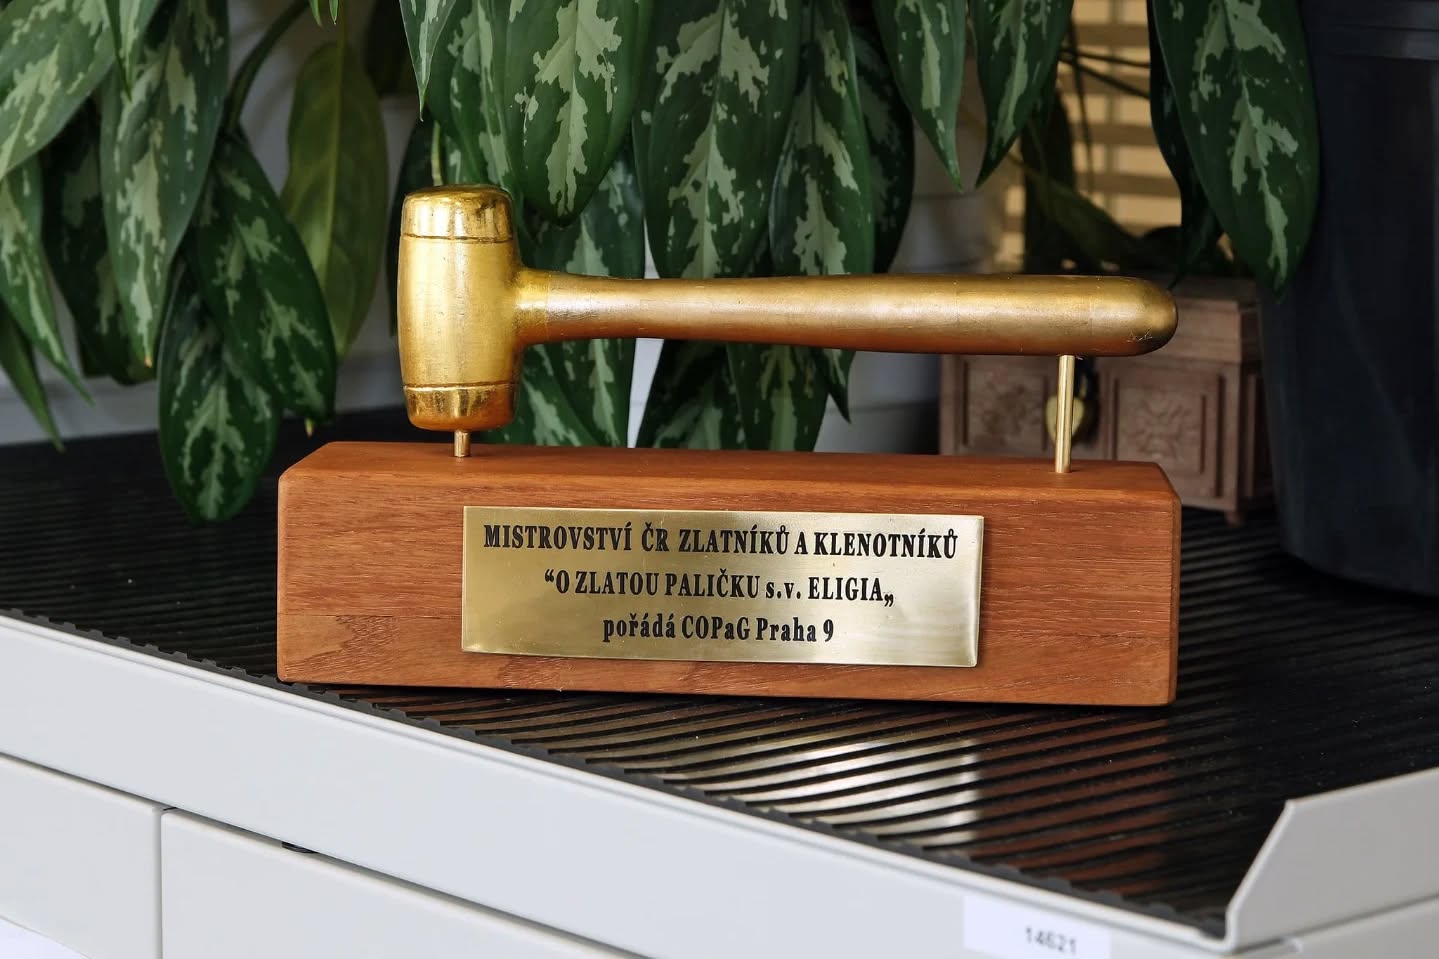 MISTROVSTVÍ ČR ZLATNÍKŮ A KLENOTNÍKŮ
“O ZLATOU PALIČKU s.v. ELIGIA„
pořádá COPaG Praha 9
14621